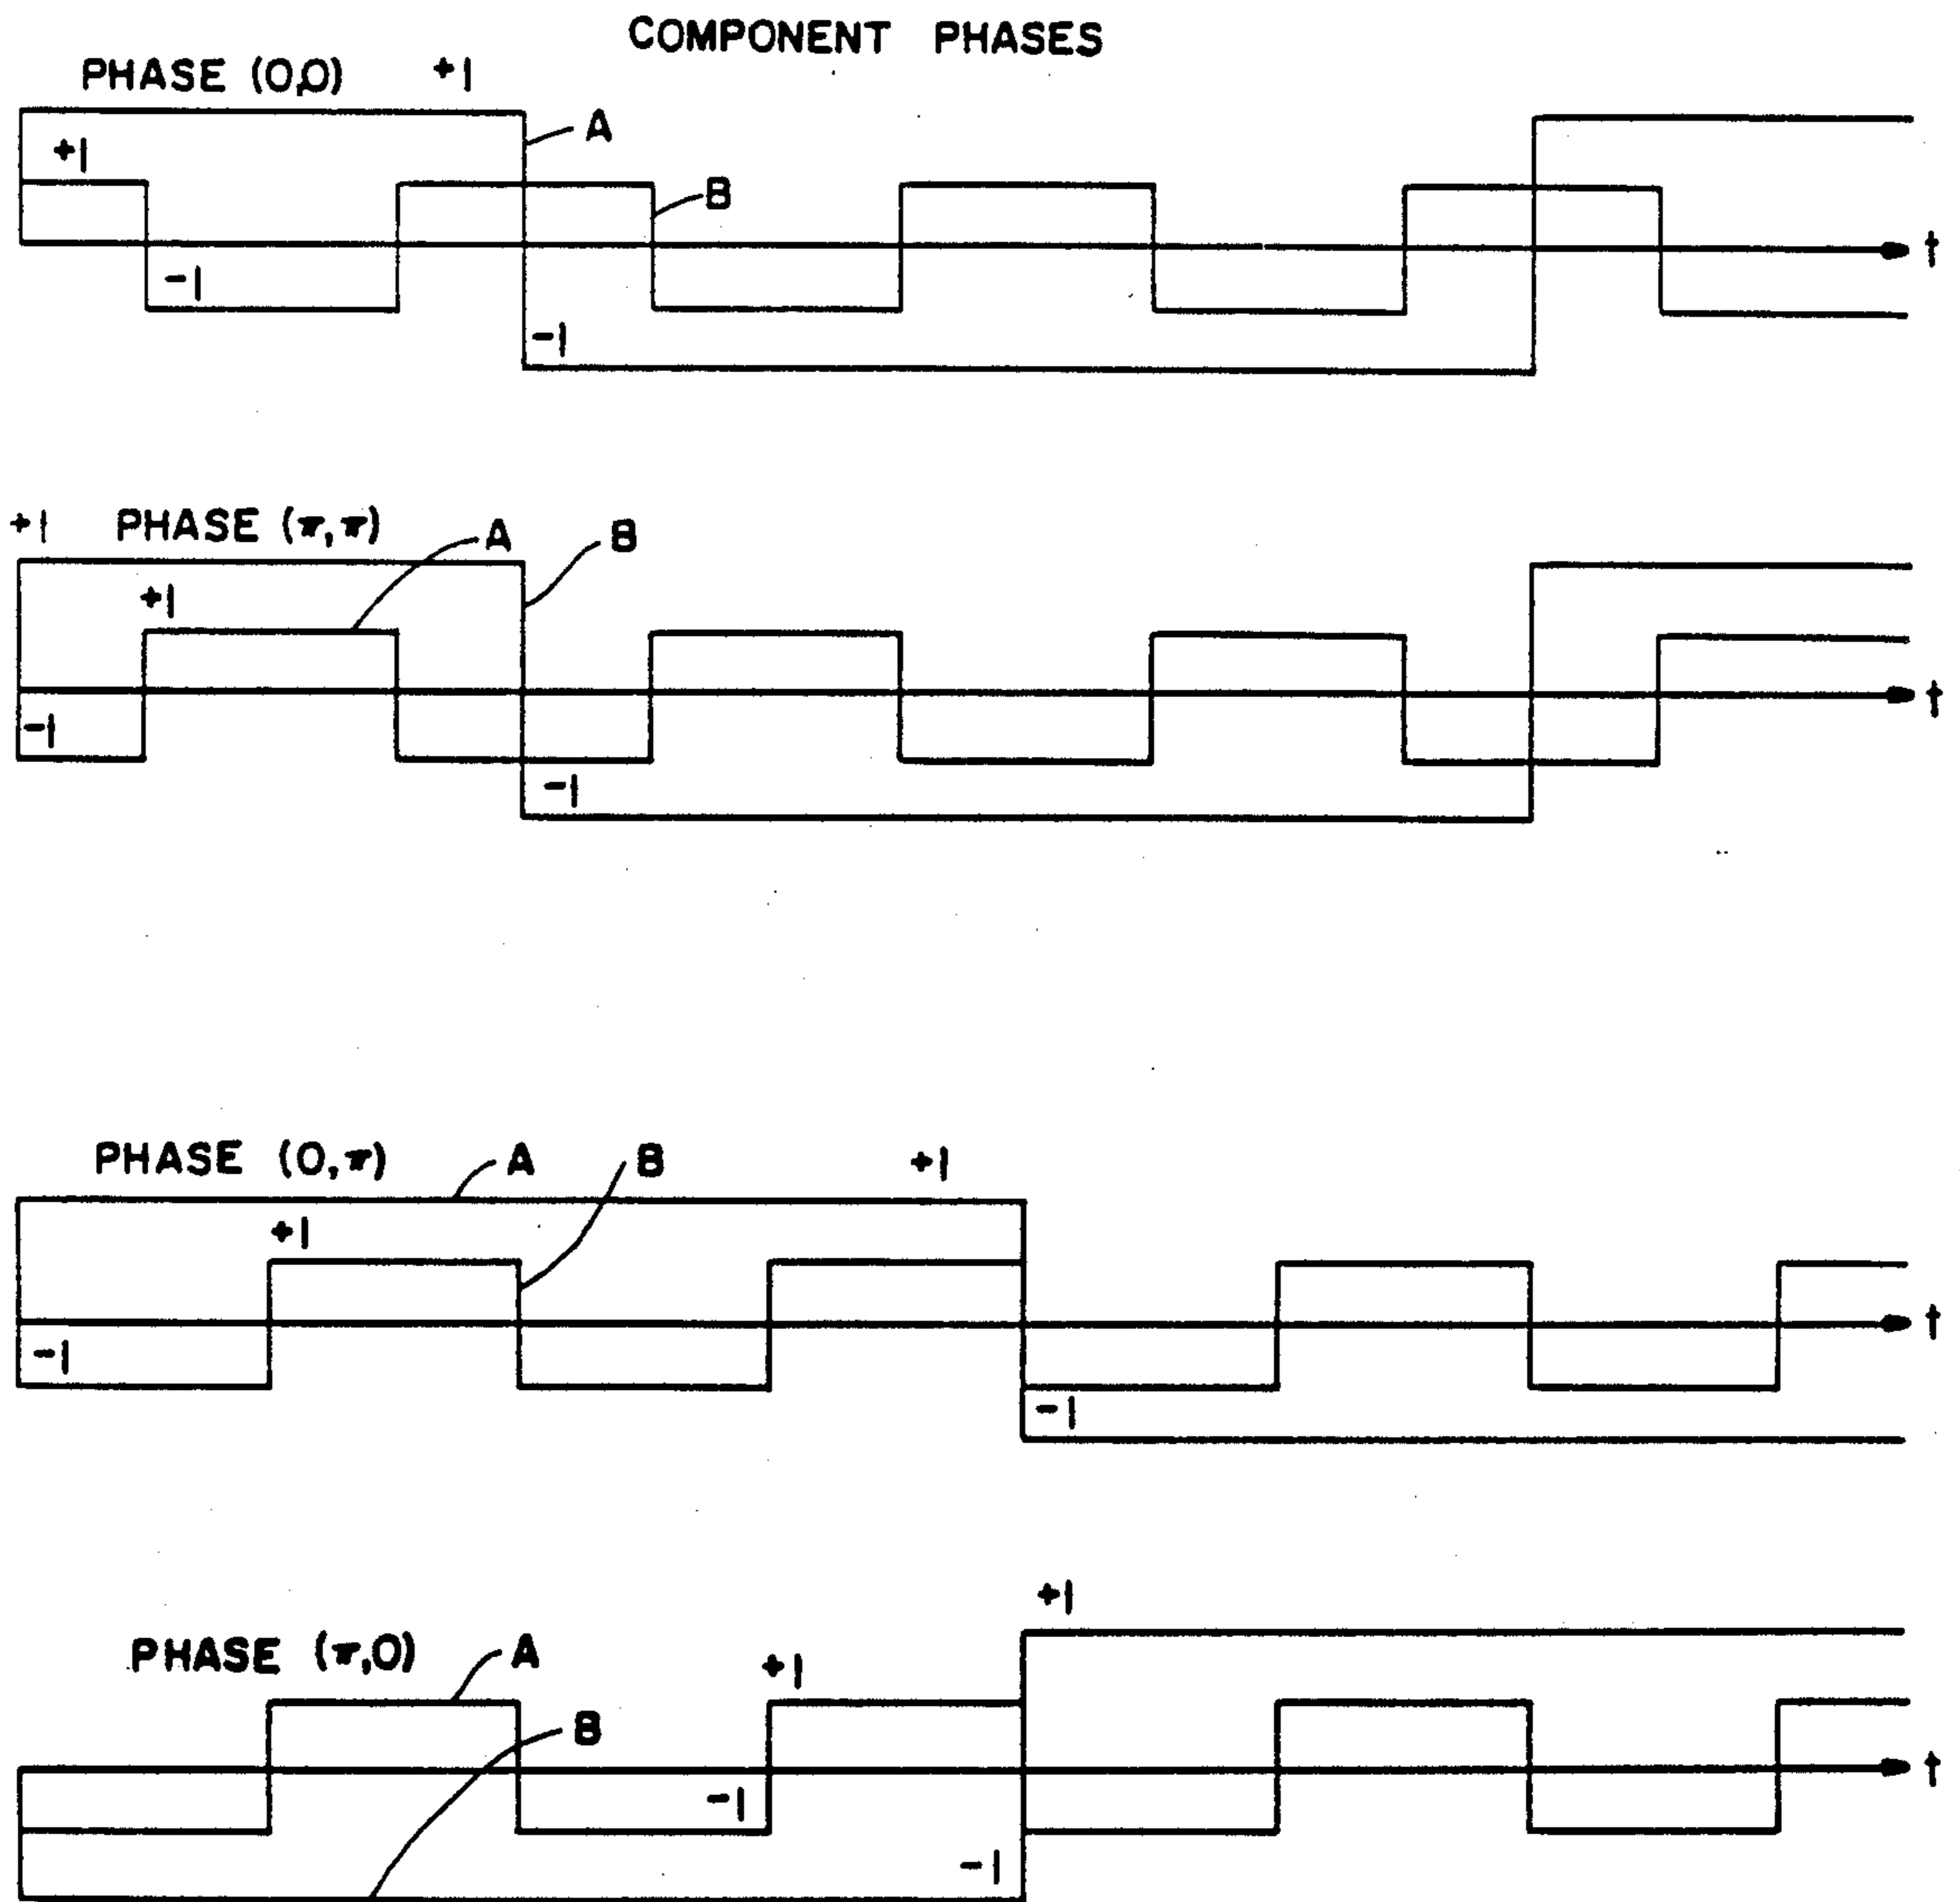 COMPONENT PHASES
PHASE (0,0) +1
A
+1
B
-1
t
-1
+1 PHASE (π,π) A B
+1
t
-1
-1
PHASE (0,π) A B +1
+1
t
-1
-1
+1
PHASE (π,0) A +1
B
t
-1
-1